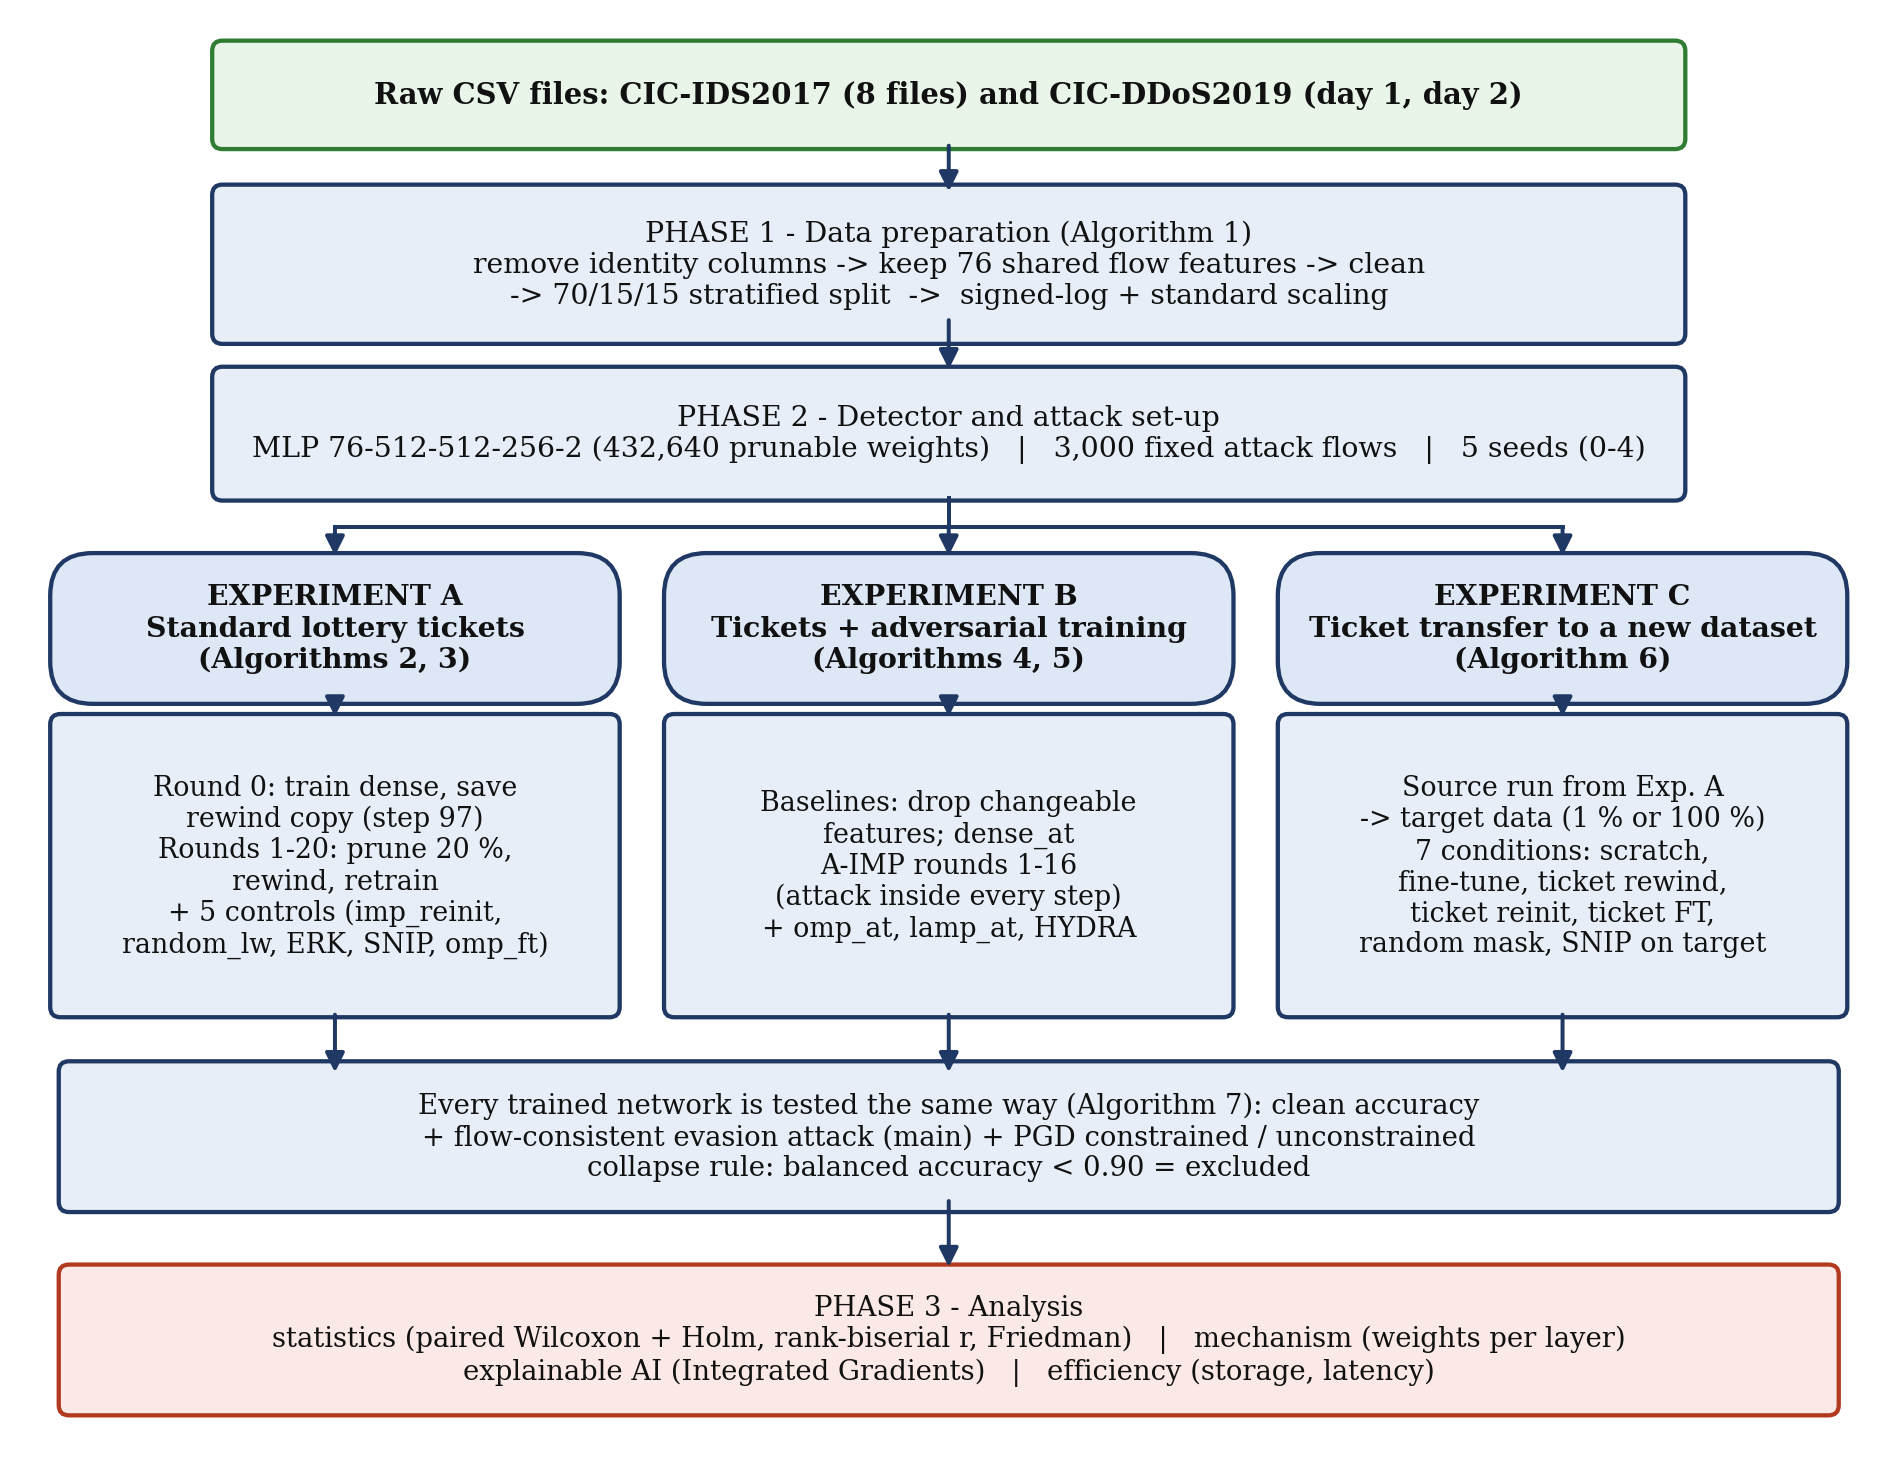 Raw CSV files: CIC-IDS2017 (8 files) and CIC-DDoS2019 (day 1, day 2)
PHASE 1 - Data preparation (Algorithm 1)
remove identity columns -> keep 76 shared flow features -> clean
-> 70/15/15 stratified split  ->  signed-log + standard scaling
PHASE 2 - Detector and attack set-up
MLP 76-512-512-256-2 (432,640 prunable weights)   |   3,000 fixed attack flows   |   5 seeds (0-4)
EXPERIMENT A
Standard lottery tickets
(Algorithms 2, 3)
EXPERIMENT B
Tickets + adversarial training
(Algorithms 4, 5)
EXPERIMENT C
Ticket transfer to a new dataset
(Algorithm 6)
Round 0: train dense, save
rewind copy (step 97)
Rounds 1-20: prune 20 %,
rewind, retrain
+ 5 controls (imp_reinit,
random_lw, ERK, SNIP, omp_ft)
Baselines: drop changeable
features; dense_at
A-IMP rounds 1-16
(attack inside every step)
+ omp_at, lamp_at, HYDRA
Source run from Exp. A
-> target data (1 % or 100 %)
7 conditions: scratch,
fine-tune, ticket rewind,
ticket reinit, ticket FT,
random mask, SNIP on target
Every trained network is tested the same way (Algorithm 7): clean accuracy
+ flow-consistent evasion attack (main) + PGD constrained / unconstrained
collapse rule: balanced accuracy < 0.90 = excluded
PHASE 3 - Analysis
statistics (paired Wilcoxon + Holm, rank-biserial r, Friedman)   |   mechanism (weights per layer)
explainable AI (Integrated Gradients)   |   efficiency (storage, latency)